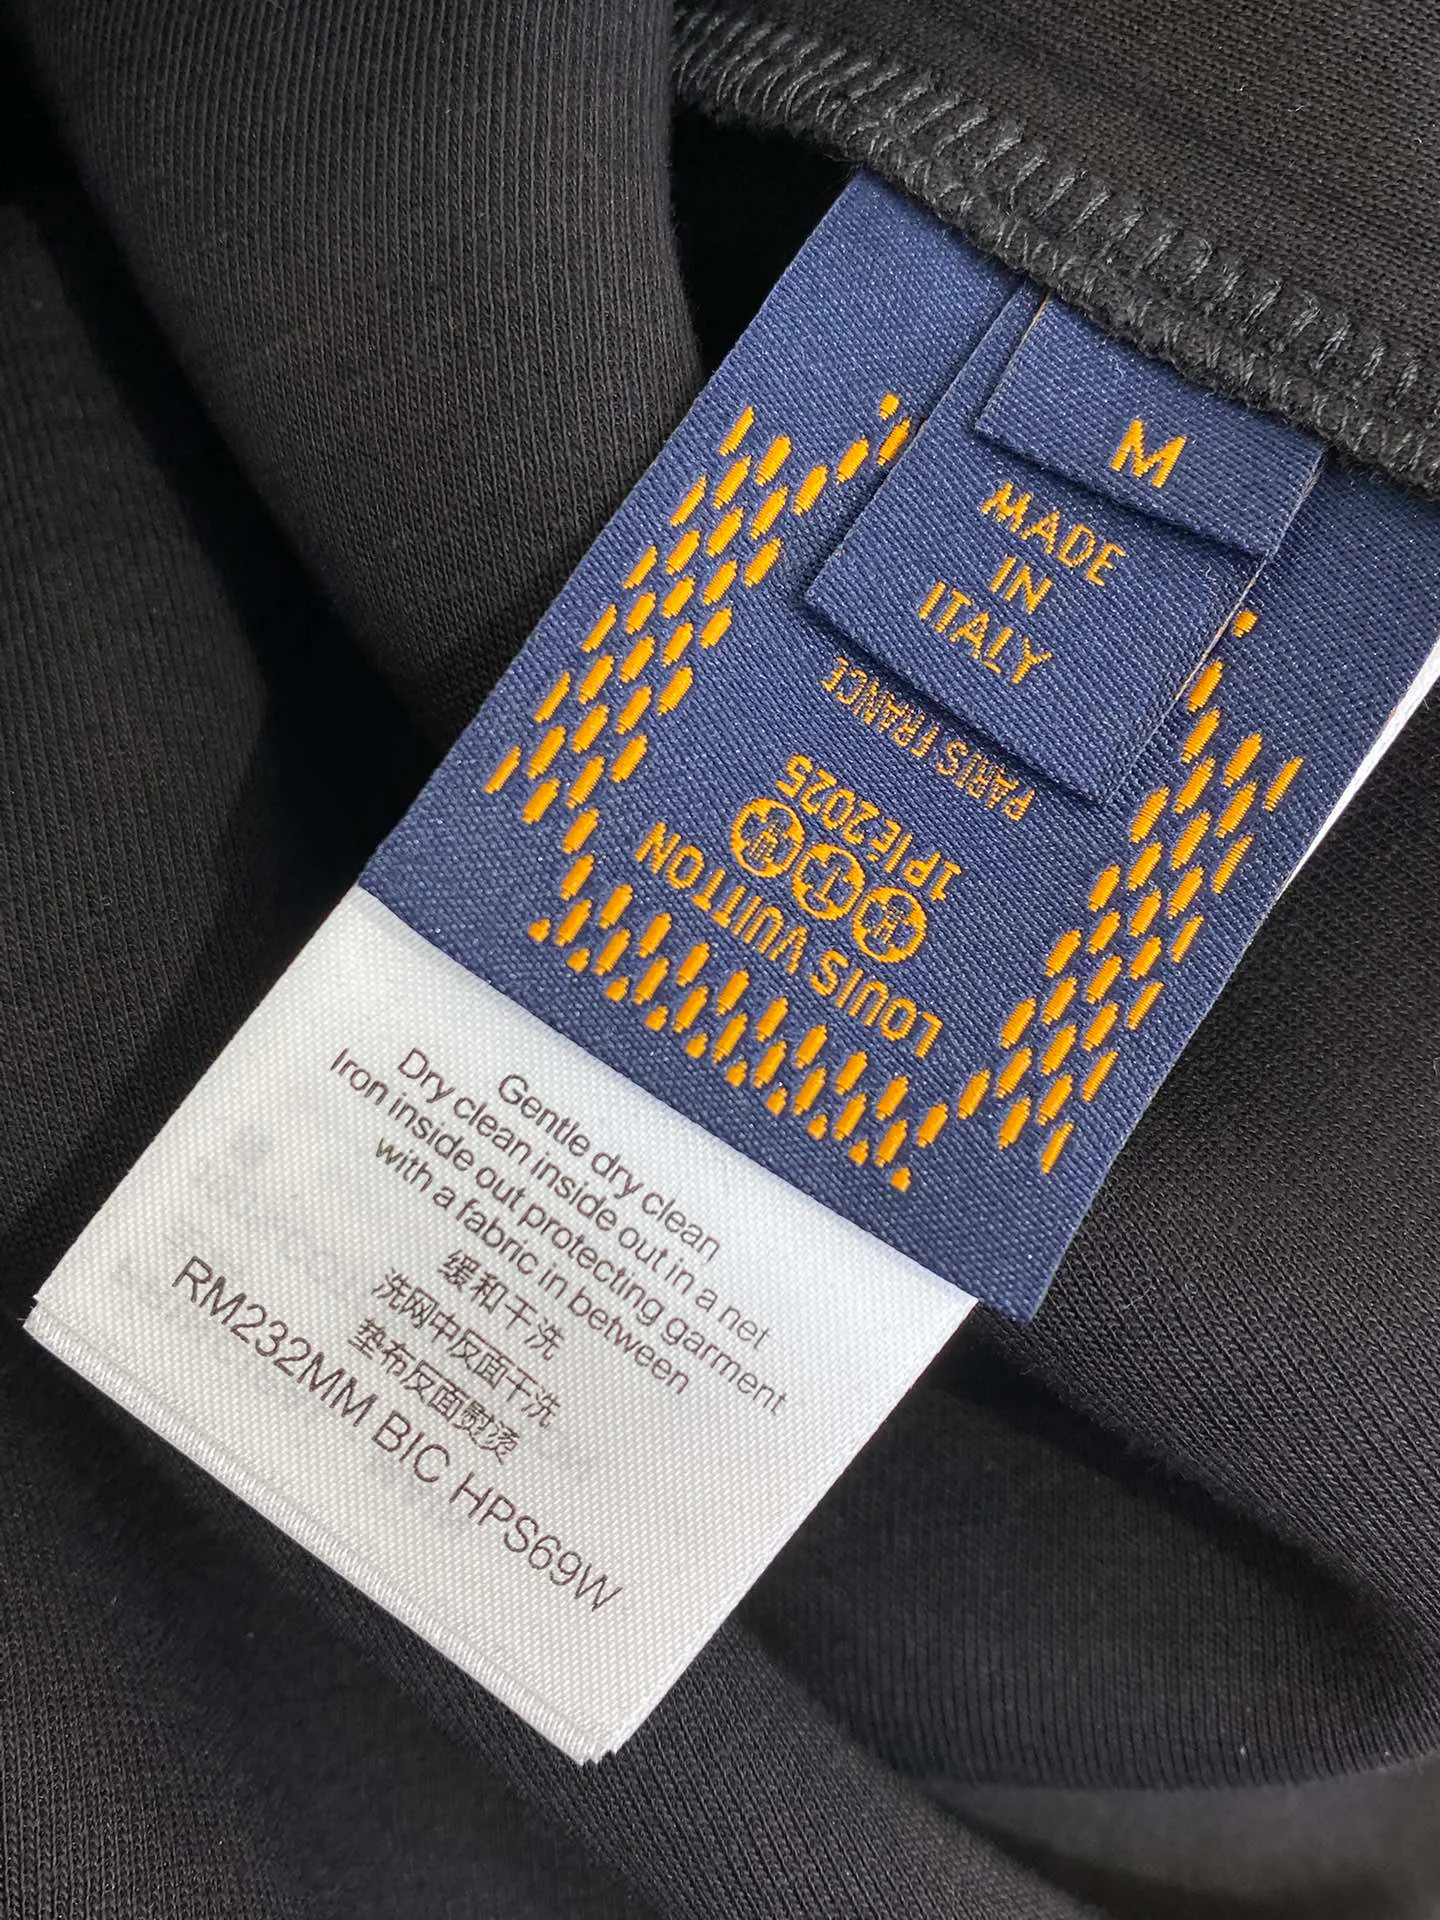 M
MADE
IN
ITALY
LOUIS VUITTON
1PIE2025
PARIS FRANCE
Gentle dry clean
Dry clean inside out in a net
Iron inside out protecting garment
with a fabric in between
缓和干洗
洗网中反面干洗
垫布反面熨烫
RM232MM BIC HPS69W